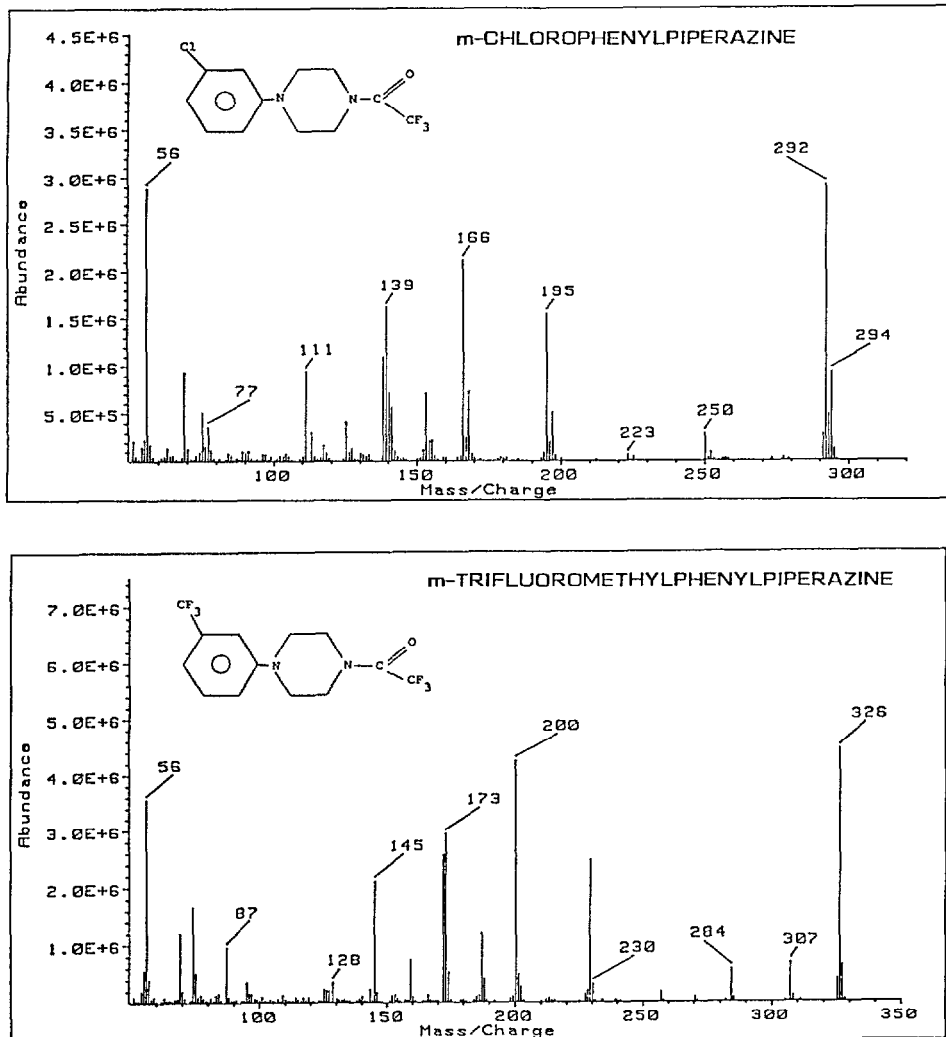 m-CHLOROPHENYLPIPERAZINE
4.5E+6
4.0E+6
3.5E+6
3.0E+6
2.5E+6
2.0E+6
1.5E+6
1.0E+6
5.0E+5
Abundance
Cl
N
N
C
O
CF3
56
77
111
139
166
195
223
250
292
294
100
150
200
250
300
Mass/Charge
m-TRIFLUOROMETHYLPHENYLPIPERAZINE
7.0E+6
6.0E+6
5.0E+6
4.0E+6
3.0E+6
2.0E+6
1.0E+6
Abundance
CF3
N
N
C
O
CF3
56
87
128
145
173
200
230
284
307
326
100
150
200
250
300
350
Mass/Charge